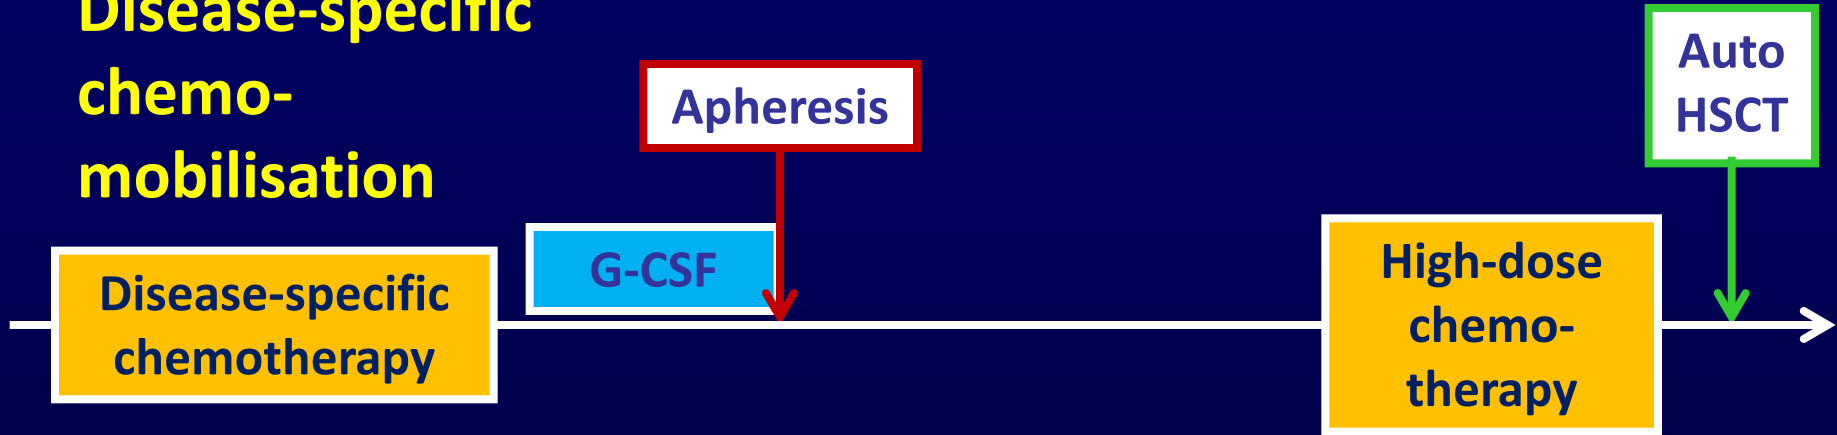 Disease-specific
chemo-
mobilisation
Apheresis
Auto
HSCT
G-CSF
Disease-specific
chemotherapy
High-dose
chemo-
therapy